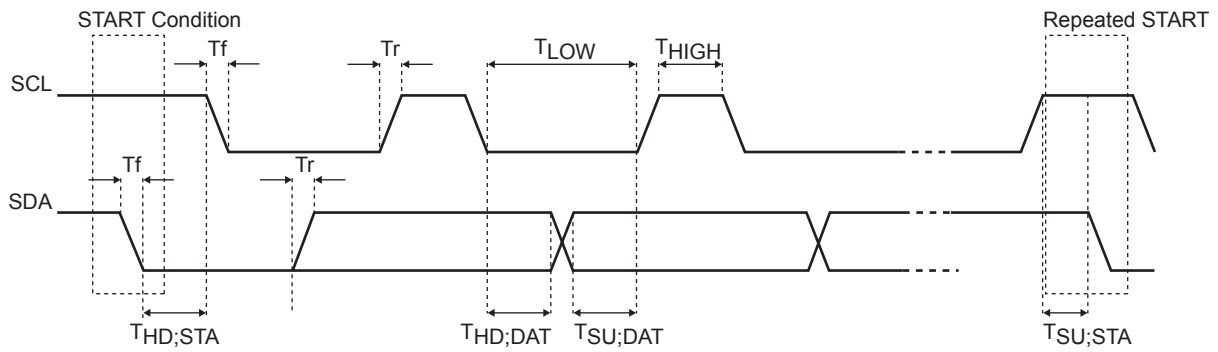 START Condition
Repeated START
Tf
Tr
TLOW
THIGH
SCL
Tf
Tr
SDA
THD;STA
THD;DAT
TSU;DAT
TSU;STA